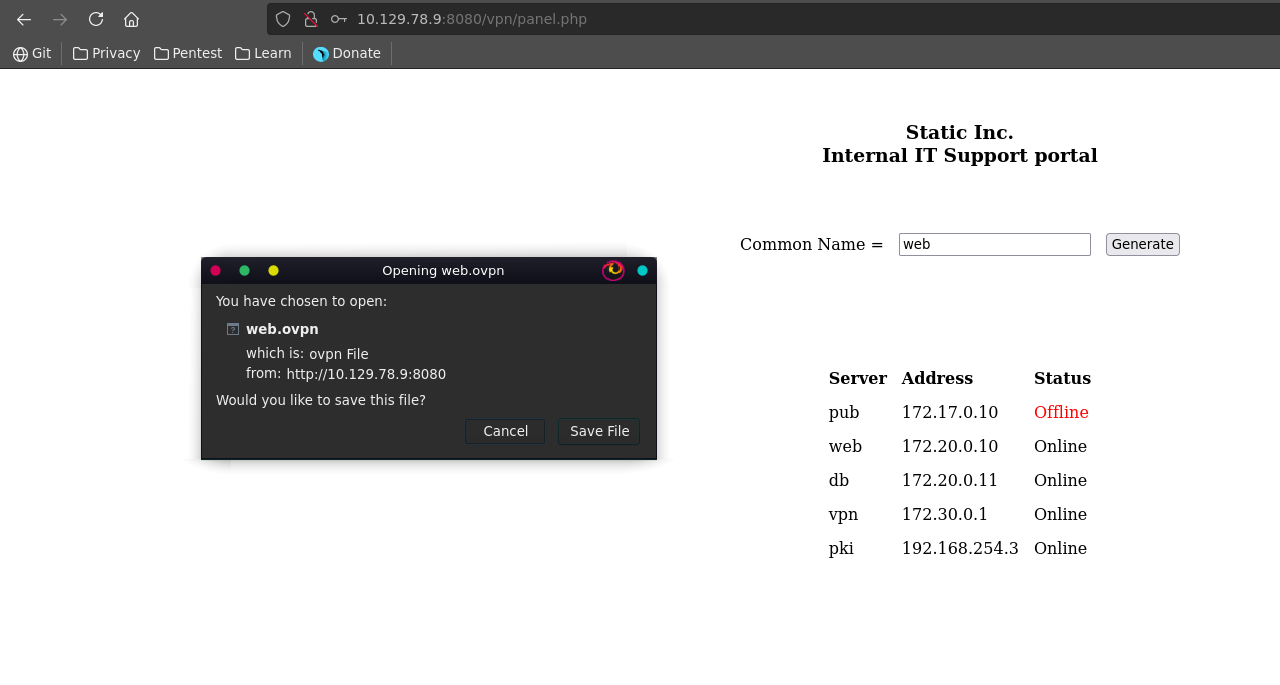 10.129.78.9:8080/vpn/panel.php
Git Privacy Pentest Learn Donate
Static Inc.
Internal IT Support portal
Common Name = web Generate
Opening web.ovpn
You have chosen to open:
web.ovpn
which is: ovpn File
from: http://10.129.78.9:8080
Would you like to save this file?
Cancel Save File
Server Address Status
pub 172.17.0.10 Offline
web 172.20.0.10 Online
db 172.20.0.11 Online
vpn 172.30.0.1 Online
pki 192.168.254.3 Online